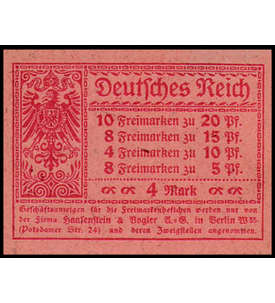 Deutsches Reich
10 Freimarken zu 20 Pf.
8 Freimarken zu 15 Pf.
4 Freimarken zu 10 Pf.
8 Freimarken zu 5 Pf.
4 Mark
Geschäftsanzeigen für die Freimarkenheftchen werden nur von
der Firma Haasenstein & Vogler A.-G. in Berlin W35
(Potsdamer Str. 24) und deren Zweigstellen angenommen.